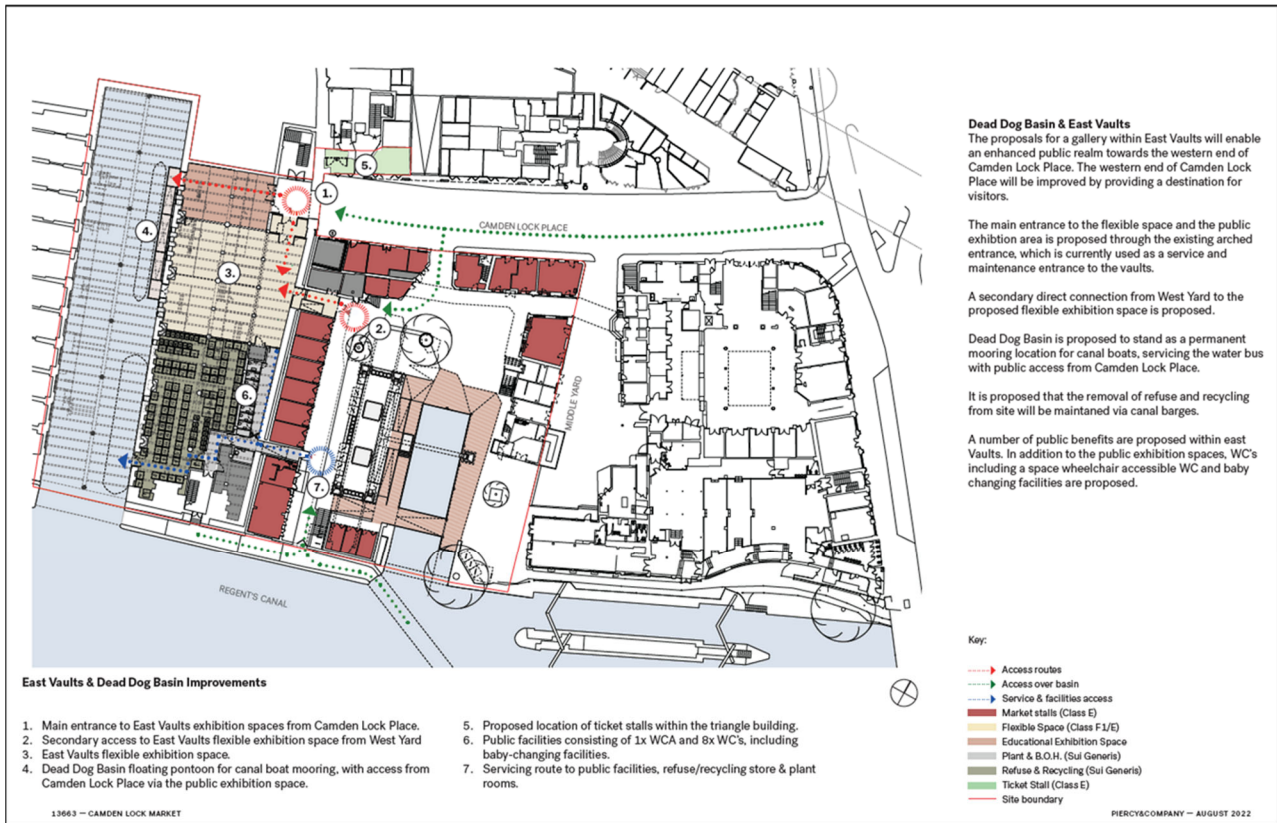 1.
5.
CAMDEN LOCK PLACE
4.
3.
2.
6.
MIDDLE YARD
7.
REGENT'S CANAL
Dead Dog Basin & East Vaults
The proposals for a gallery within East Vaults will enable
an enhanced public realm towards the western end of
Camden Lock Place. The western end of Camden Lock
Place will be improved by providing a destination for
visitors.
The main entrance to the flexible space and the public
exhibtion area is proposed through the existing arched
entrance, which is currently used as a service and
maintenance entrance to the vaults.
A secondary direct connection from West Yard to the
proposed flexible exhibition space is proposed.
Dead Dog Basin is proposed to stand as a permanent
mooring location for canal boats, servicing the water bus
with public access from Camden Lock Place.
It is proposed that the removal of refuse and recycling
from site will be maintaned via canal barges.
A number of public benefits are proposed within east
Vaults. In addition to the public exhibition spaces, WC's
including a space wheelchair accessible WC and baby
changing facilities are proposed.
Key:
Access routes
Access over basin
Service & facilities access
Market stalls (Class E)
Flexible Space (Class F1/E)
Educational Exhibition Space
Plant & B.O.H. (Sui Generis)
Refuse & Recycling (Sui Generis)
Ticket Stall (Class E)
Site boundary
East Vaults & Dead Dog Basin Improvements
1. Main entrance to East Vaults exhibition spaces from Camden Lock Place.
2. Secondary access to East Vaults flexible exhibition space from West Yard
3. East Vaults flexible exhibition space.
4. Dead Dog Basin floating pontoon for canal boat mooring, with access from
Camden Lock Place via the public exhibition space.
5. Proposed location of ticket stalls within the triangle building.
6. Public facilities consisting of 1x WCA and 8x WC's, including
baby-changing facilities.
7. Servicing route to public facilities, refuse/recycling store & plant
rooms.
13663 — CAMDEN LOCK MARKET
PIERCY&COMPANY — AUGUST 2022